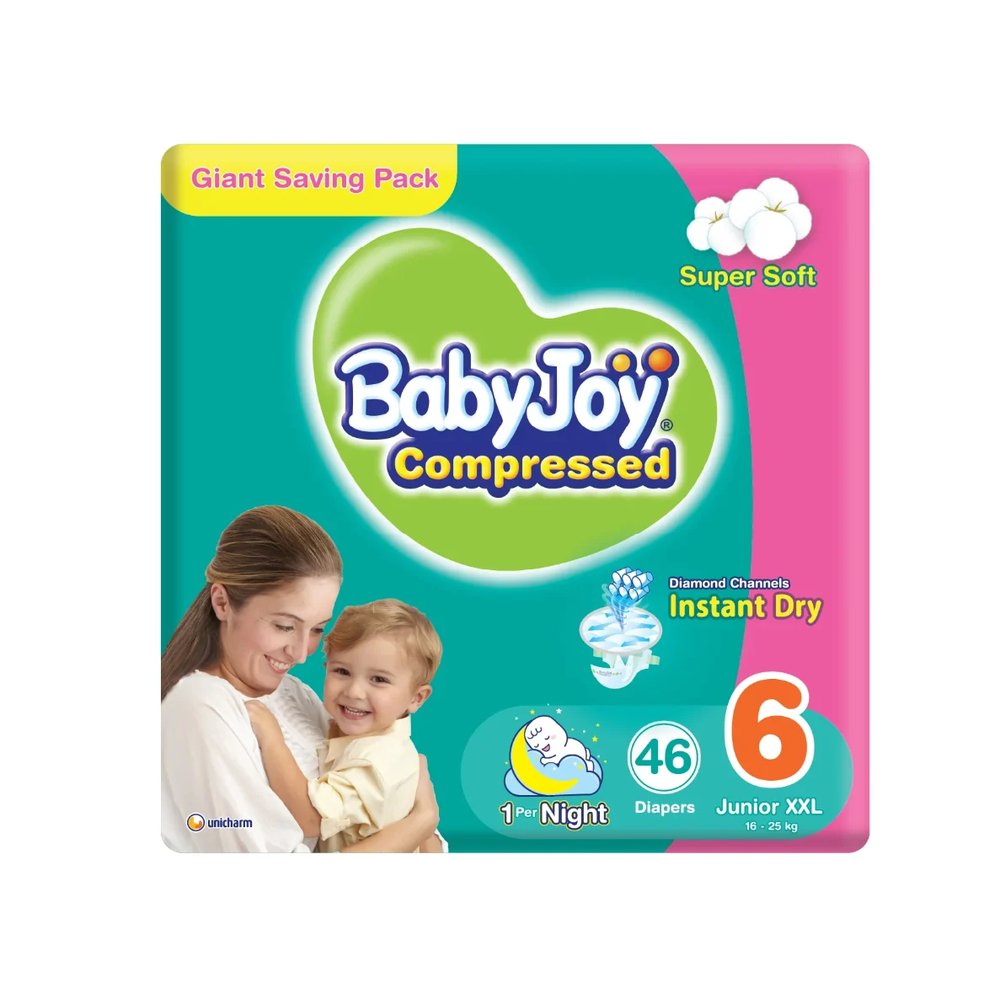 Giant Saving Pack
Super Soft
BabyJoy®
Compressed
Diamond Channels
Instant Dry
1 Per Night
46
Diapers
6
Junior XXL
16 - 25 kg
unicharm